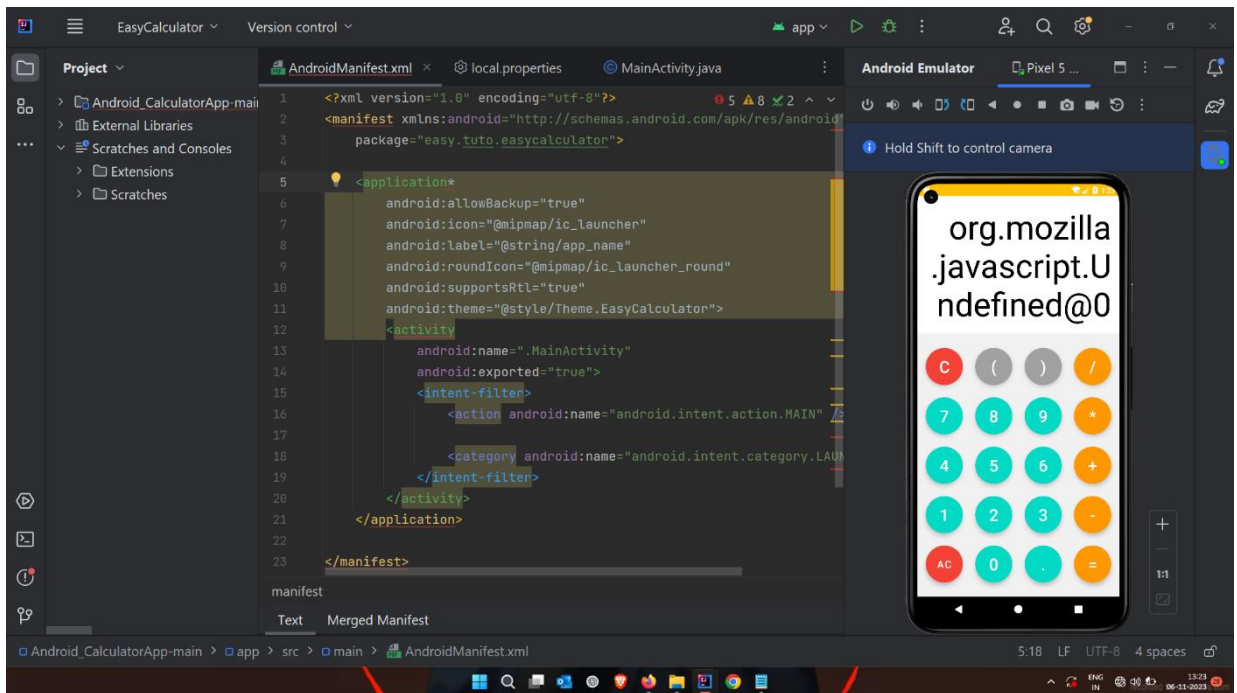 EasyCalculator
Version control
app
Project
AndroidManifest.xml
local.properties
MainActivity.java
Android Emulator
Pixel 5 ...
Android_CalculatorApp-mai
External Libraries
Scratches and Consoles
Extensions
Scratches
5 8 2
1 <?xml version="1.0" encoding="utf-8"?>
2 <manifest xmlns:android="http://schemas.android.com/apk/res/android"
3 package="easy.tuto.easycalculator">
4
5 <application*
6 android:allowBackup="true"
7 android:icon="@mipmap/ic_launcher"
8 android:label="@string/app_name"
9 android:roundIcon="@mipmap/ic_launcher_round"
10 android:supportsRtl="true"
11 android:theme="@style/Theme.EasyCalculator">
12 <activity
13 android:name=".MainActivity"
14 android:exported="true">
15 <intent-filter>
16 <action android:name="android.intent.action.MAIN" />
17
18 <category android:name="android.intent.category.LAUN
19 </intent-filter>
20 </activity>
21 </application>
22
23 </manifest>
manifest
Text Merged Manifest
Hold Shift to control camera
org.mozilla
.javascript.U
ndefined@0
C ( ) /
7 8 9 *
4 5 6 +
1 2 3 -
AC 0 . =
1:1
Android_CalculatorApp-main > app > src > main > AndroidManifest.xml
5:18 LF UTF-8 4 spaces
ENG
IN
13:23
06-11-2023